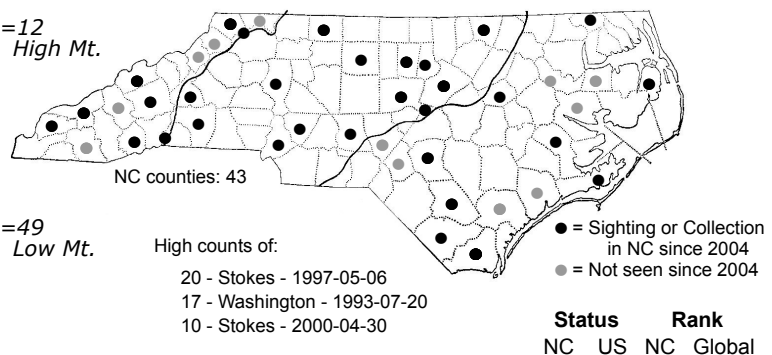 =12
High Mt.
NC counties: 43
=49
Low Mt.
High counts of:
20 - Stokes - 1997-05-06
17 - Washington - 1993-07-20
10 - Stokes - 2000-04-30
= Sighting or Collection
in NC since 2004
= Not seen since 2004
Status Rank
NC US NC Global